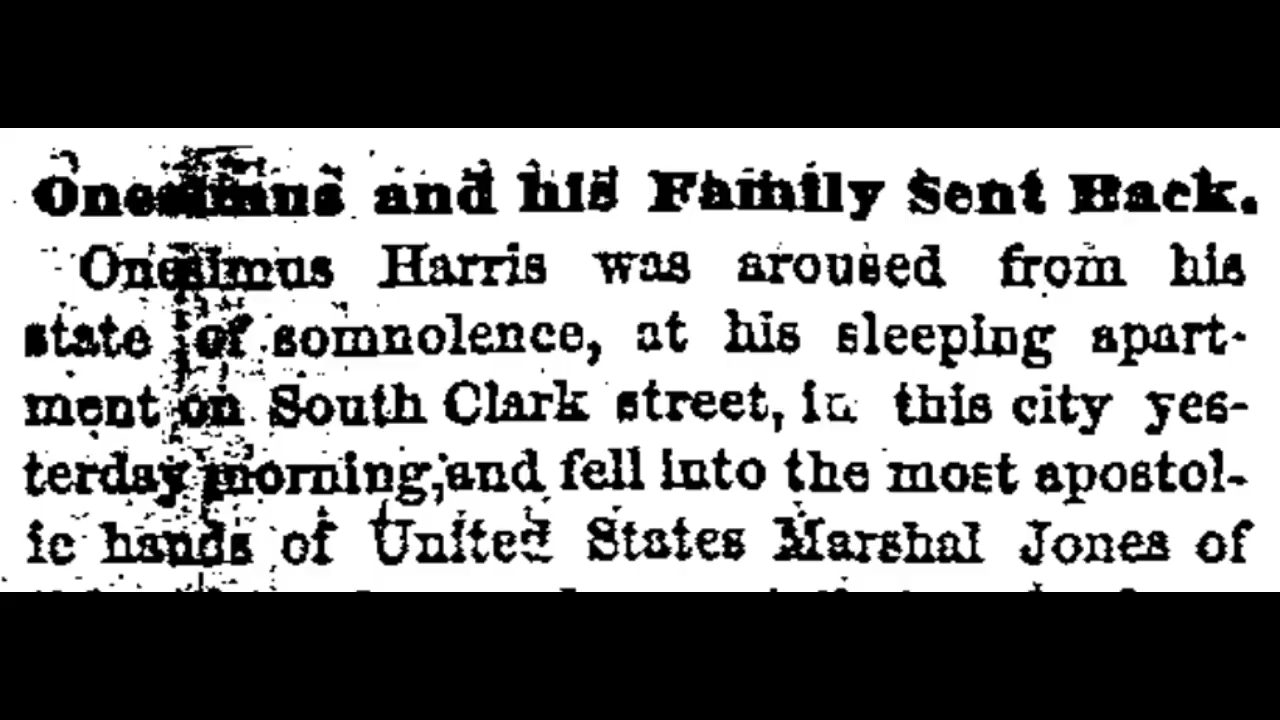 Onesimus and his Family Sent Back.
Onesimus Harris was aroused from his
state of somnolence, at his sleeping apart-
ment on South Clark street, in this city yes-
terday morning, and fell into the most apostol-
ic hands of United States Marshal Jones of